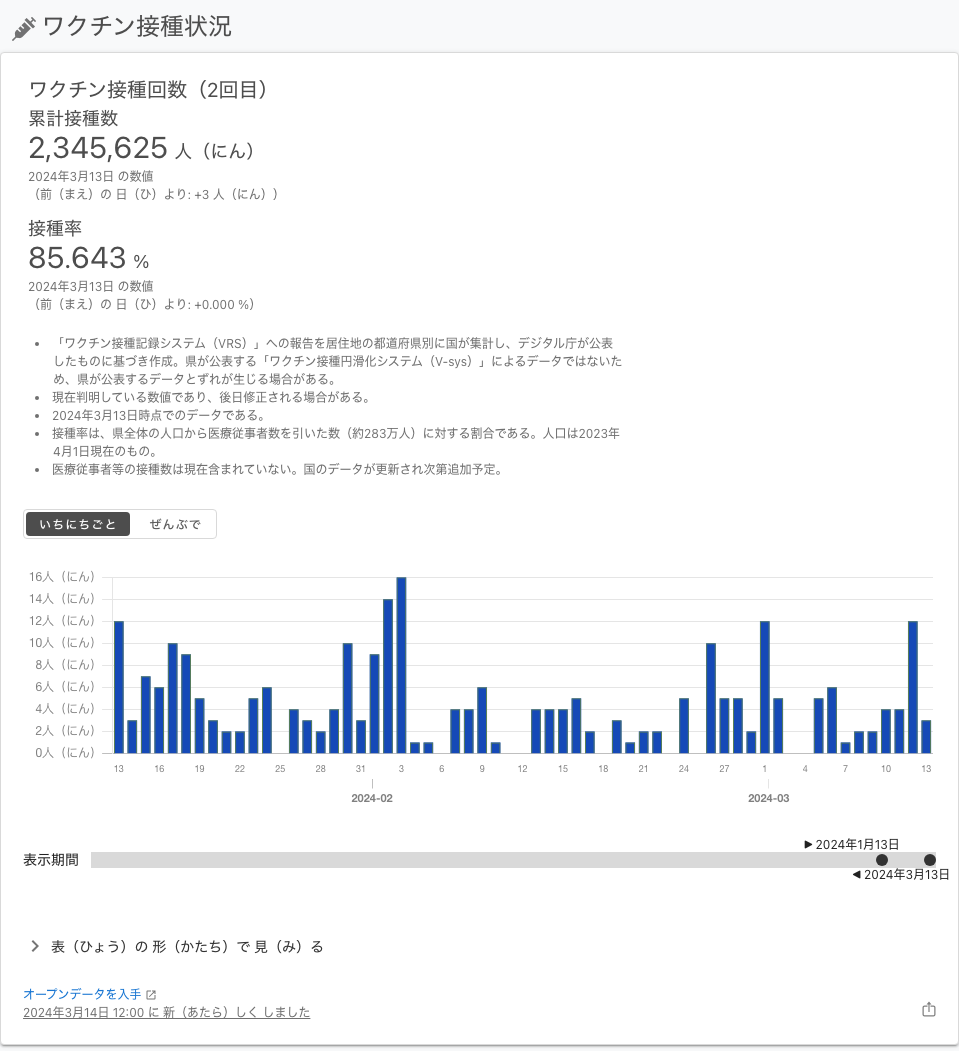 ワクチン接種状況
ワクチン接種回数（2回目）
累計接種数
2,345,625 人（にん）
2024年3月13日 の数値
（前（まえ）の 日（ひ）より: +3 人（にん））
接種率
85.643 %
2024年3月13日 の数値
（前（まえ）の 日（ひ）より: +0.000 %）
• 「ワクチン接種記録システム（VRS）」への報告を居住地の都道府県別に国が集計し、デジタル庁が公表
したものに基づき作成。県が公表する「ワクチン接種円滑化システム（V-sys）」によるデータではないた
め、県が公表するデータとずれが生じる場合がある。
• 現在判明している数値であり、後日修正される場合がある。
• 2024年3月13日時点でのデータである。
• 接種率は、県全体の人口から医療従事者数を引いた数（約283万人）に対する割合である。人口は2023年
4月1日現在のもの。
• 医療従事者等の接種数は現在含まれていない。国のデータが更新され次第追加予定。
いちにちごと ぜんぶで
16人（にん）
14人（にん）
12人（にん）
10人（にん）
8人（にん）
6人（にん）
4人（にん）
2人（にん）
0人（にん）
13 16 19 22 25 28 31 3 6 9 12 15 18 21 24 27 1 4 7 10 13
2024-02 2024-03
▶ 2024年1月13日
表示期間
◀ 2024年3月13日
表（ひょう）の 形（かたち）で 見（み）る
オープンデータを入手
2024年3月14日 12:00 に 新（あたら）しく しました